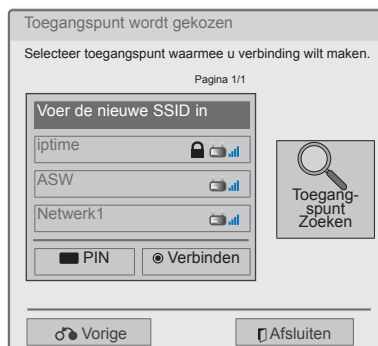 Toegangspunt wordt gekozen
Selecteer toegangspunt waarmee u verbinding wilt maken.
Pagina 1/1
Voer de nieuwe SSID in
iptime
ASW
Netwerk1
PIN
Verbinden
Toegang-
spunt
Zoeken
Vorige
Afsluiten